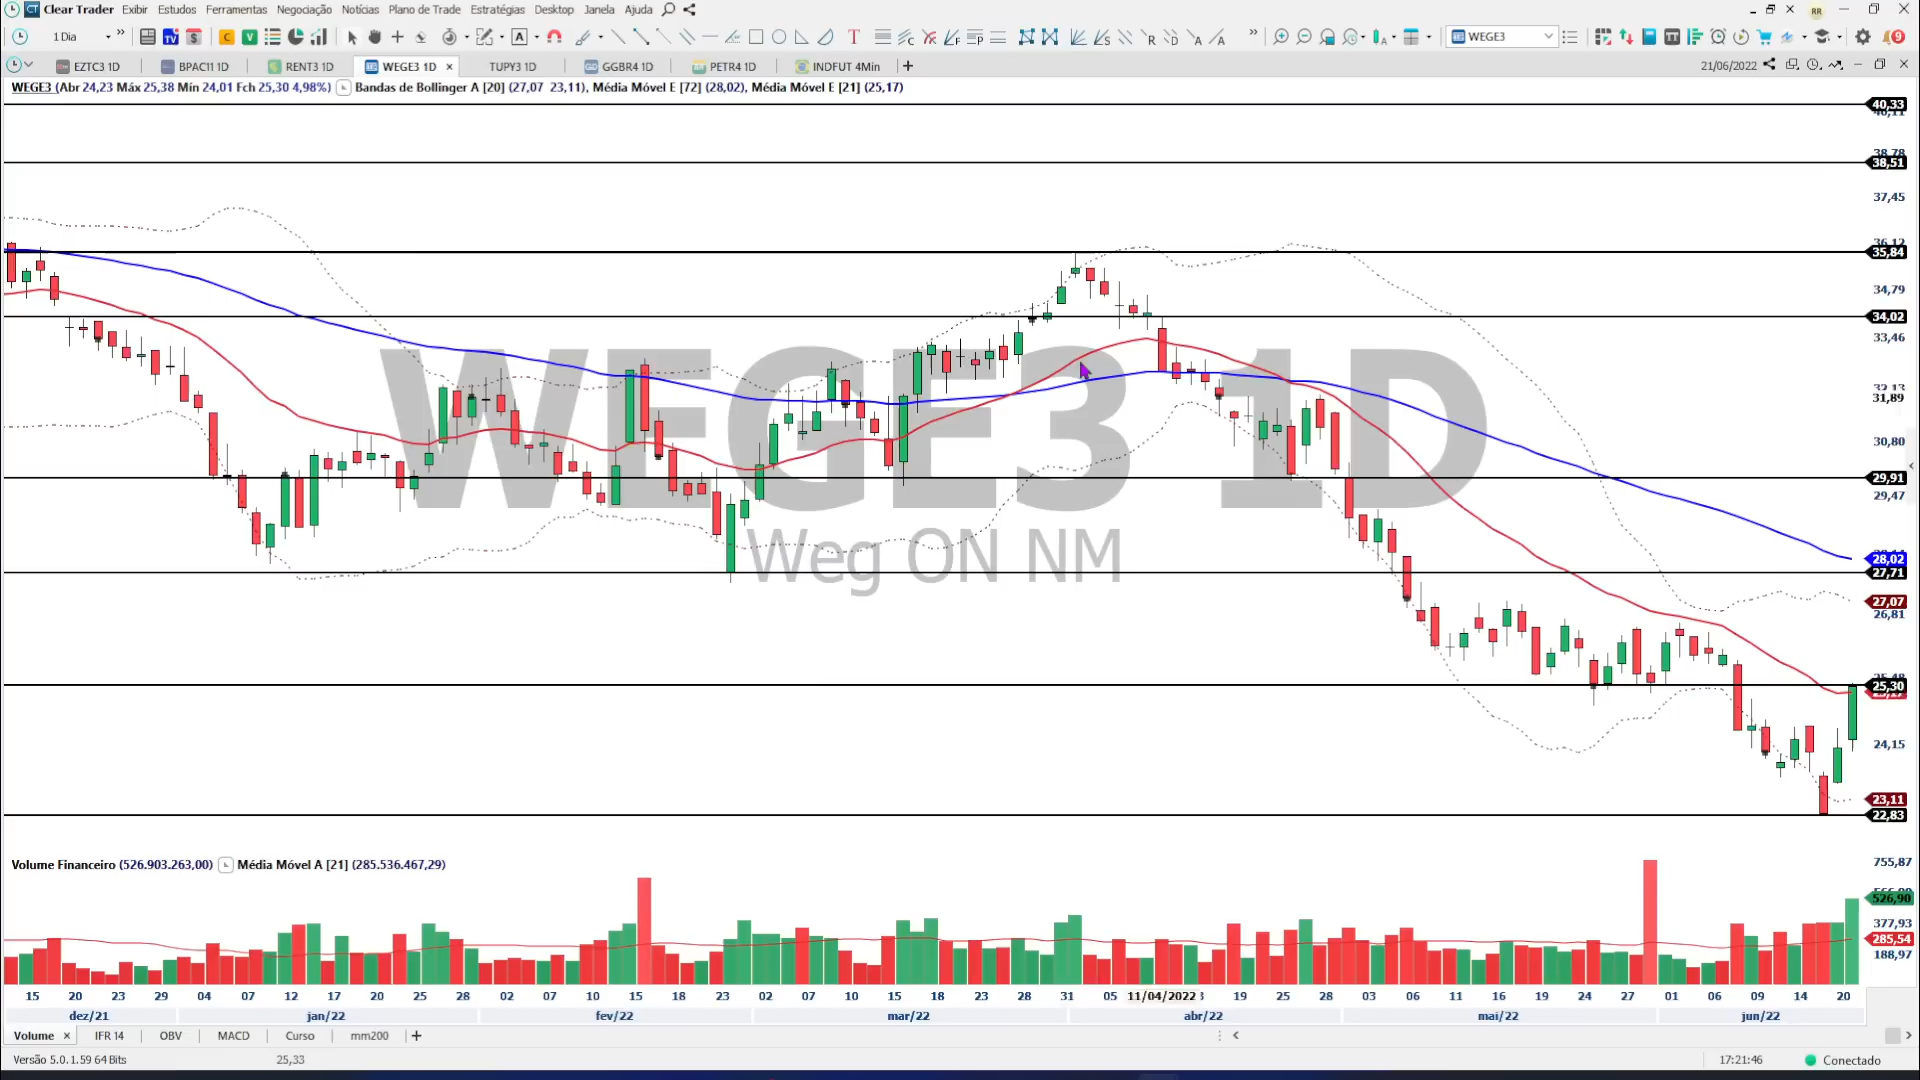 Clear Trader Exibir Estudos Ferramentas Negociação Notícias Plano de Trade Estratégias Desktop Janela Ajuda RR
1 Dia WEGE3
EZTC3 1D BPAC11 1D RENT3 1D WEGE3 1D TUPY3 1D GGBR4 1D PETR4 1D INDFUT 4Min 21/06/2022
WEGE3 (Abr 24,23 Máx 25,38 Mín 24,01 Fch 25,30 4,98%) Bandas de Bollinger A [20] (27,07 23,11), Média Móvel E [72] (28,02), Média Móvel E [21] (25,17)
40,33
38,78
38,51
37,45
36,12
35,84
34,79
34,02
33,46
32,13
31,89
30,80
29,91
29,47
28,02
27,71
27,07
26,81
25,30
24,15
23,11
22,83
WEGE3 1D
Weg ON NM
Volume Financeiro (526.903.263,00) Média Móvel A [21] (285.536.467,29)
755,87
526,90
377,93
285,54
188,97
15 20 23 29 04 07 12 17 20 25 28 02 07 10 15 18 23 02 07 10 15 18 23 28 31 05 11/04/2022 19 25 28 03 06 11 16 19 24 27 01 06 09 14 20
dez/21 jan/22 fev/22 mar/22 abr/22 mai/22 jun/22
Volume IFR 14 OBV MACD Curso mm200
Versão 5.0.1.59 64 Bits 25,33 17:21:46 Conectado